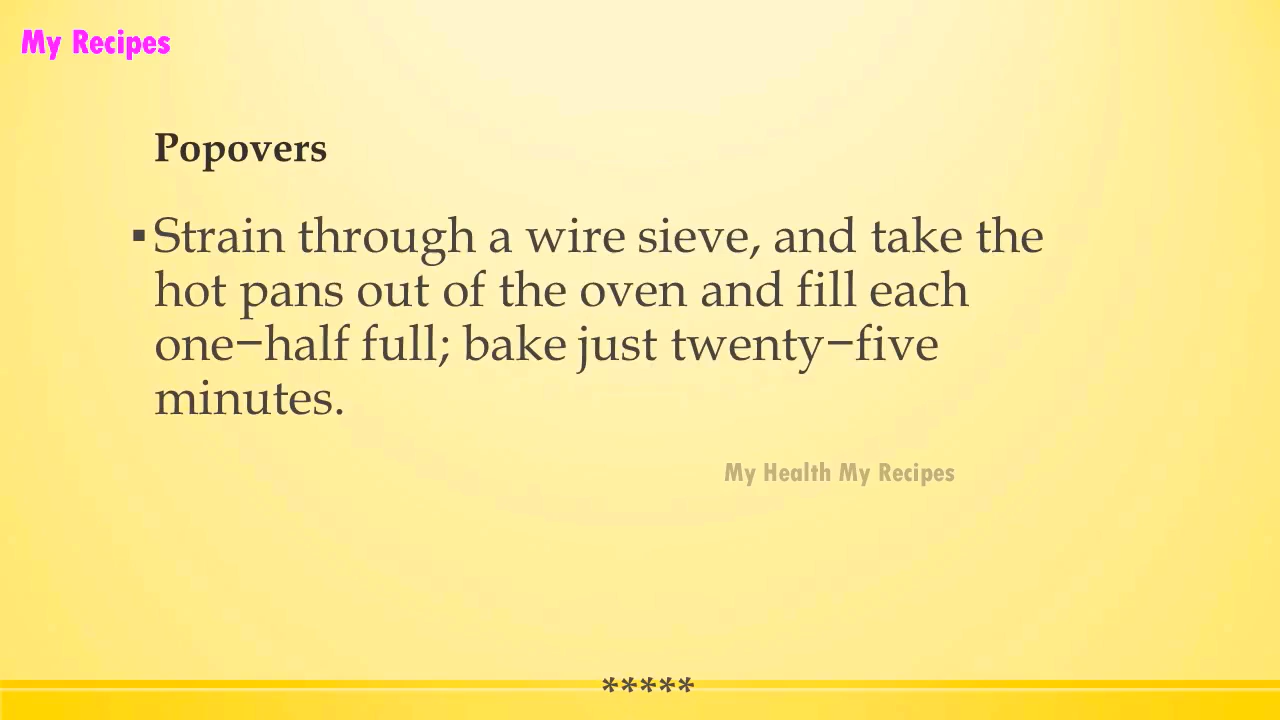 My Recipes
Popovers
▪Strain through a wire sieve, and take the
hot pans out of the oven and fill each
one−half full; bake just twenty−five
minutes.
My Health My Recipes
*****